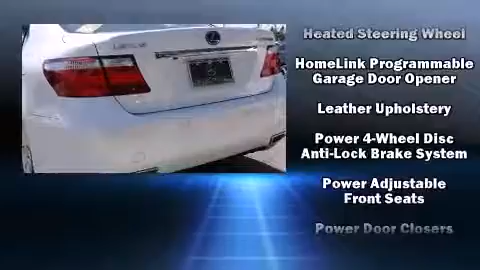 LEXUS
Heated Steering Wheel
HomeLink Programmable
Garage Door Opener
Leather Upholstery
Power 4-Wheel Disc
Anti-Lock Brake System
Power Adjustable
Front Seats
Power Door Closers